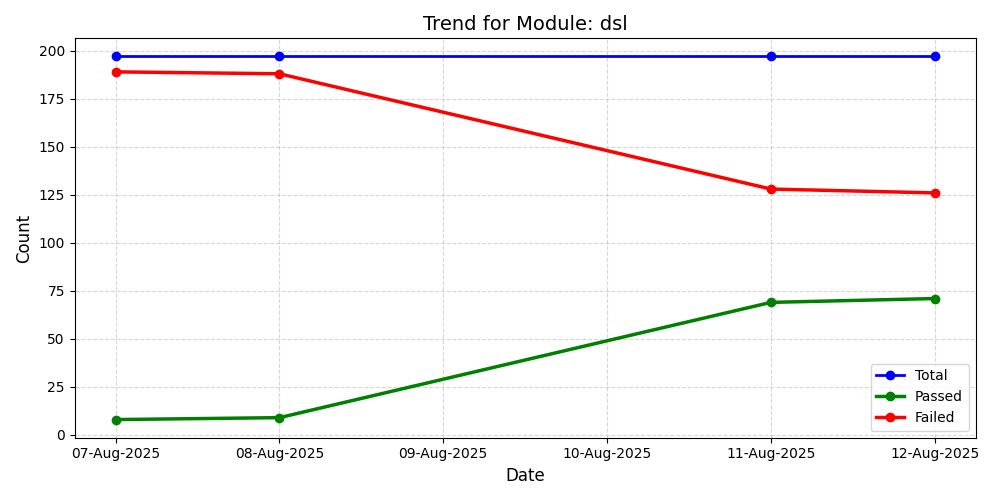 Trend for Module: dsl
Count
200
175
150
125
100
75
50
25
0
07-Aug-2025
08-Aug-2025
09-Aug-2025
10-Aug-2025
11-Aug-2025
12-Aug-2025
Date
Total
Passed
Failed